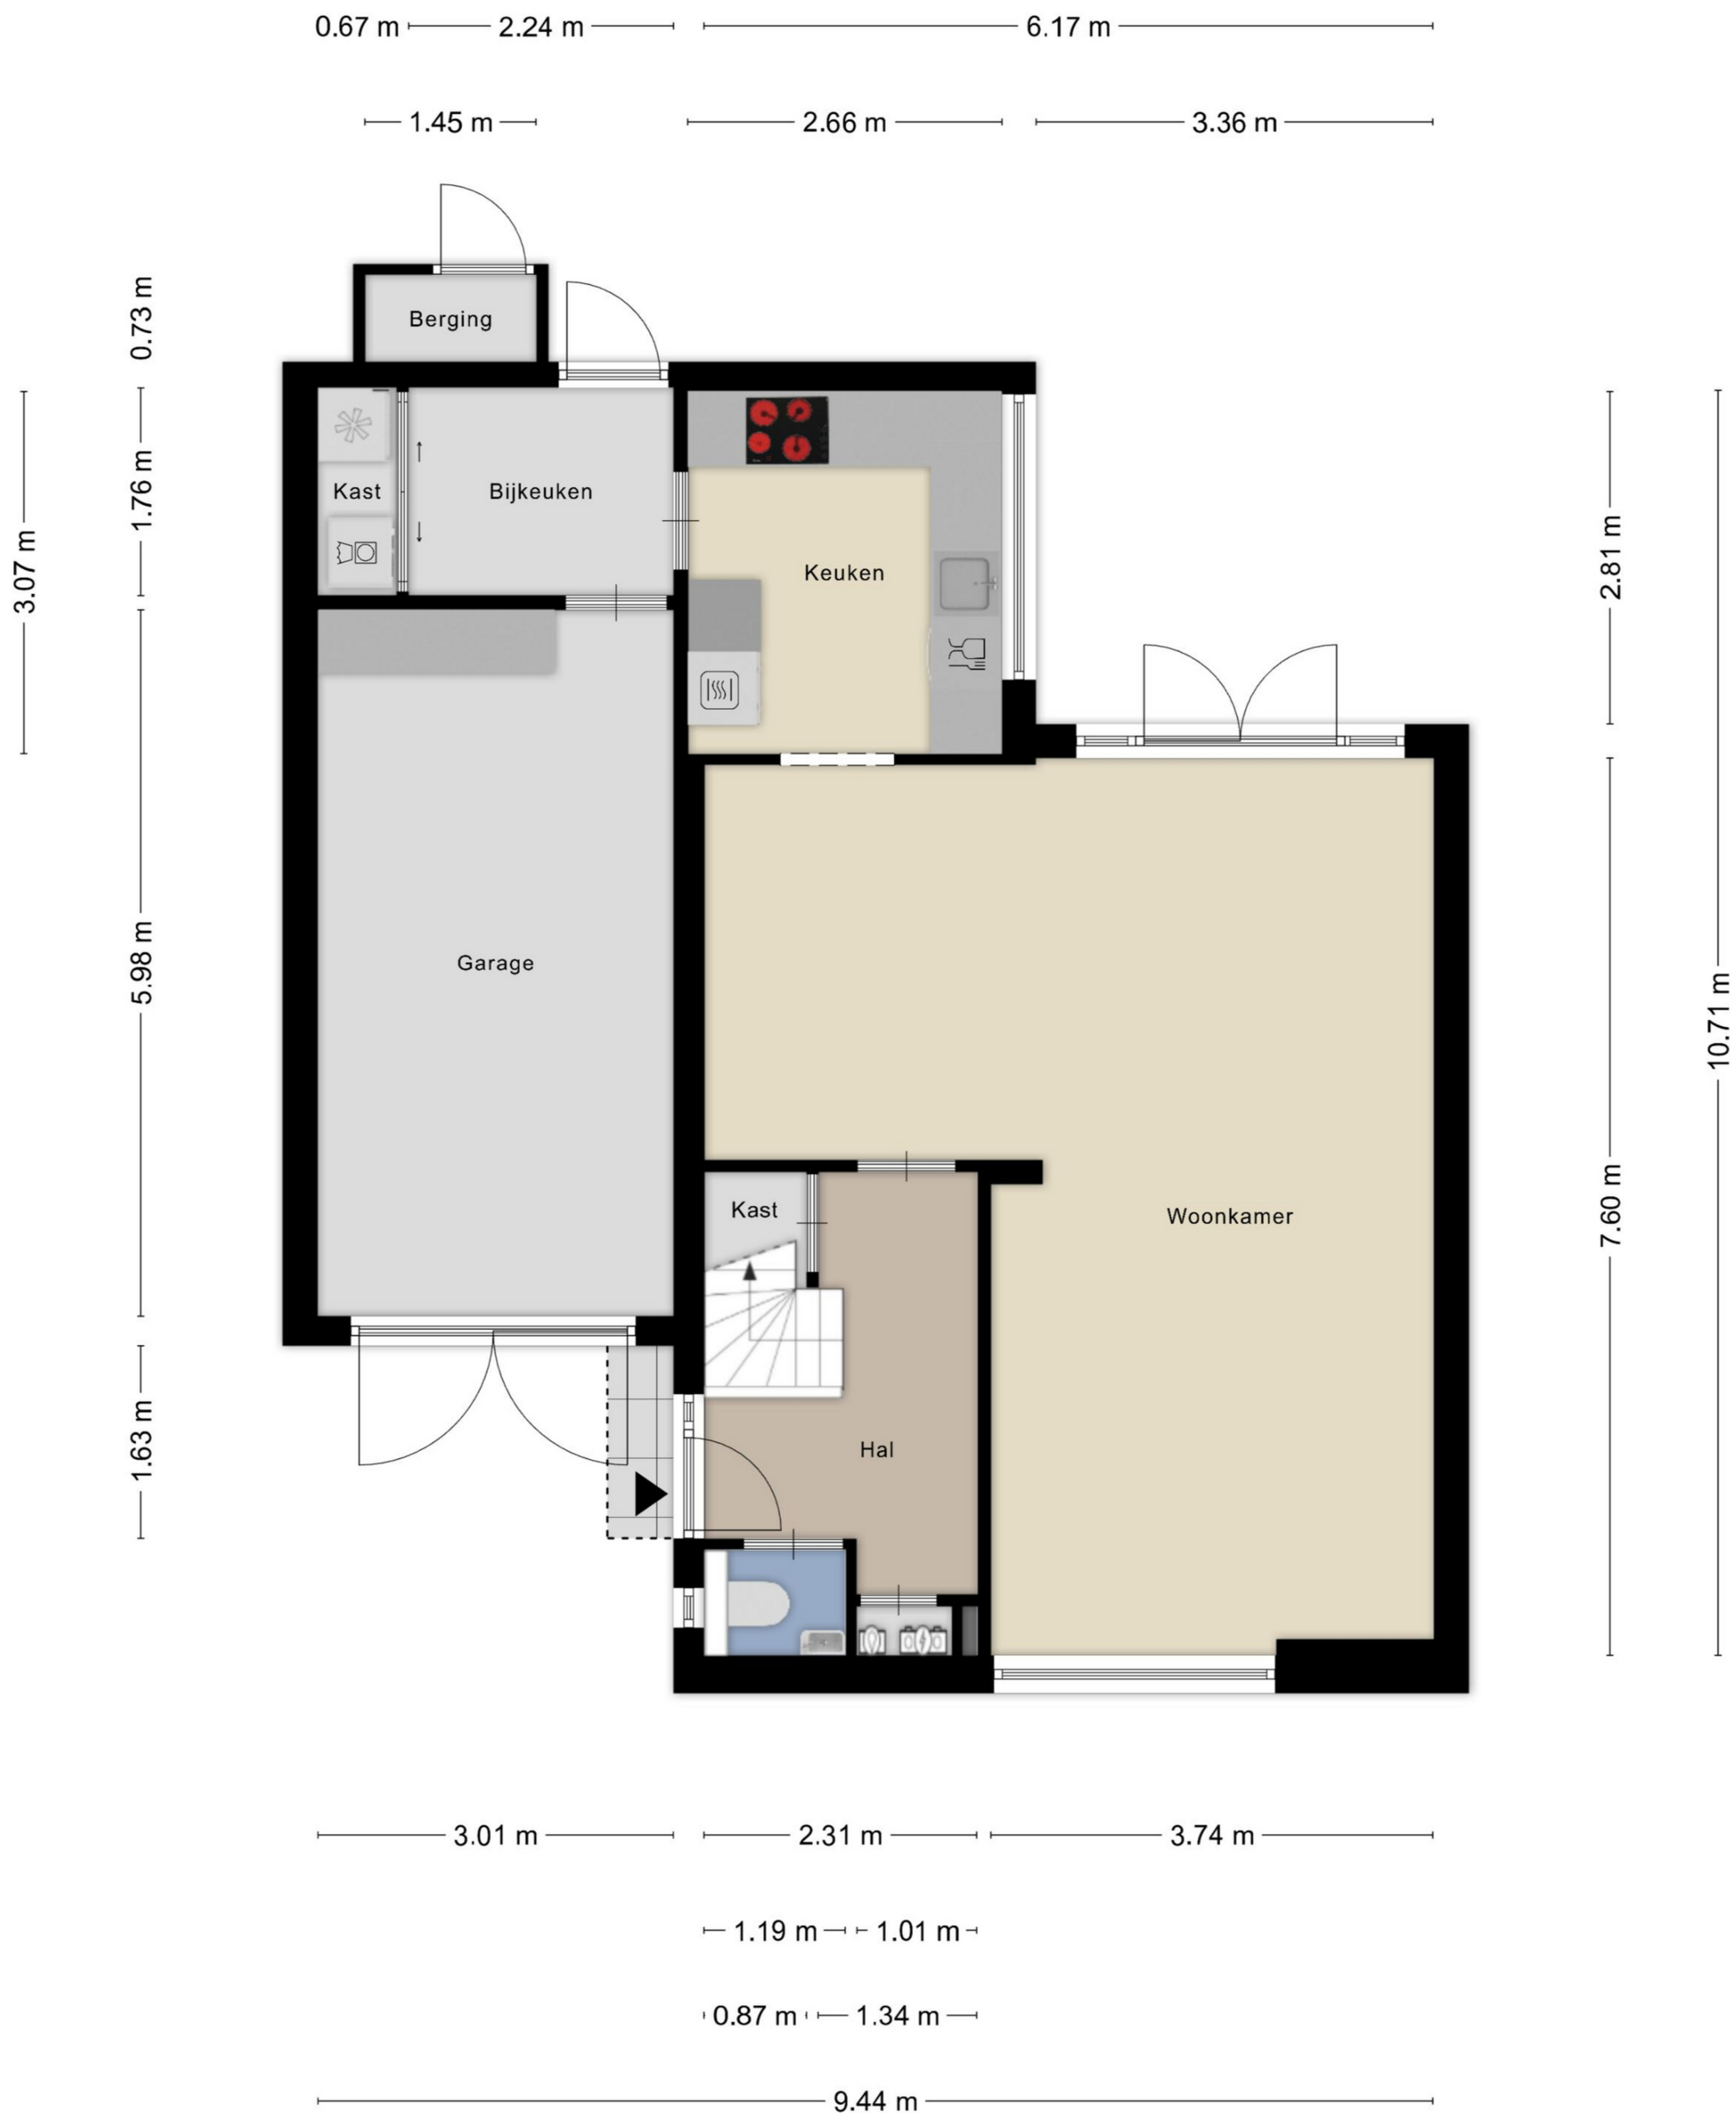 0.67 m 2.24 m 6.17 m
1.45 m 2.66 m 3.36 m
0.73 m
1.76 m
3.07 m
5.98 m
1.63 m
Berging
Kast
Bijkeuken
Keuken
Garage
Kast
Woonkamer
Hal
2.81 m
7.60 m
10.71 m
3.01 m 2.31 m 3.74 m
1.19 m 1.01 m
0.87 m 1.34 m
9.44 m